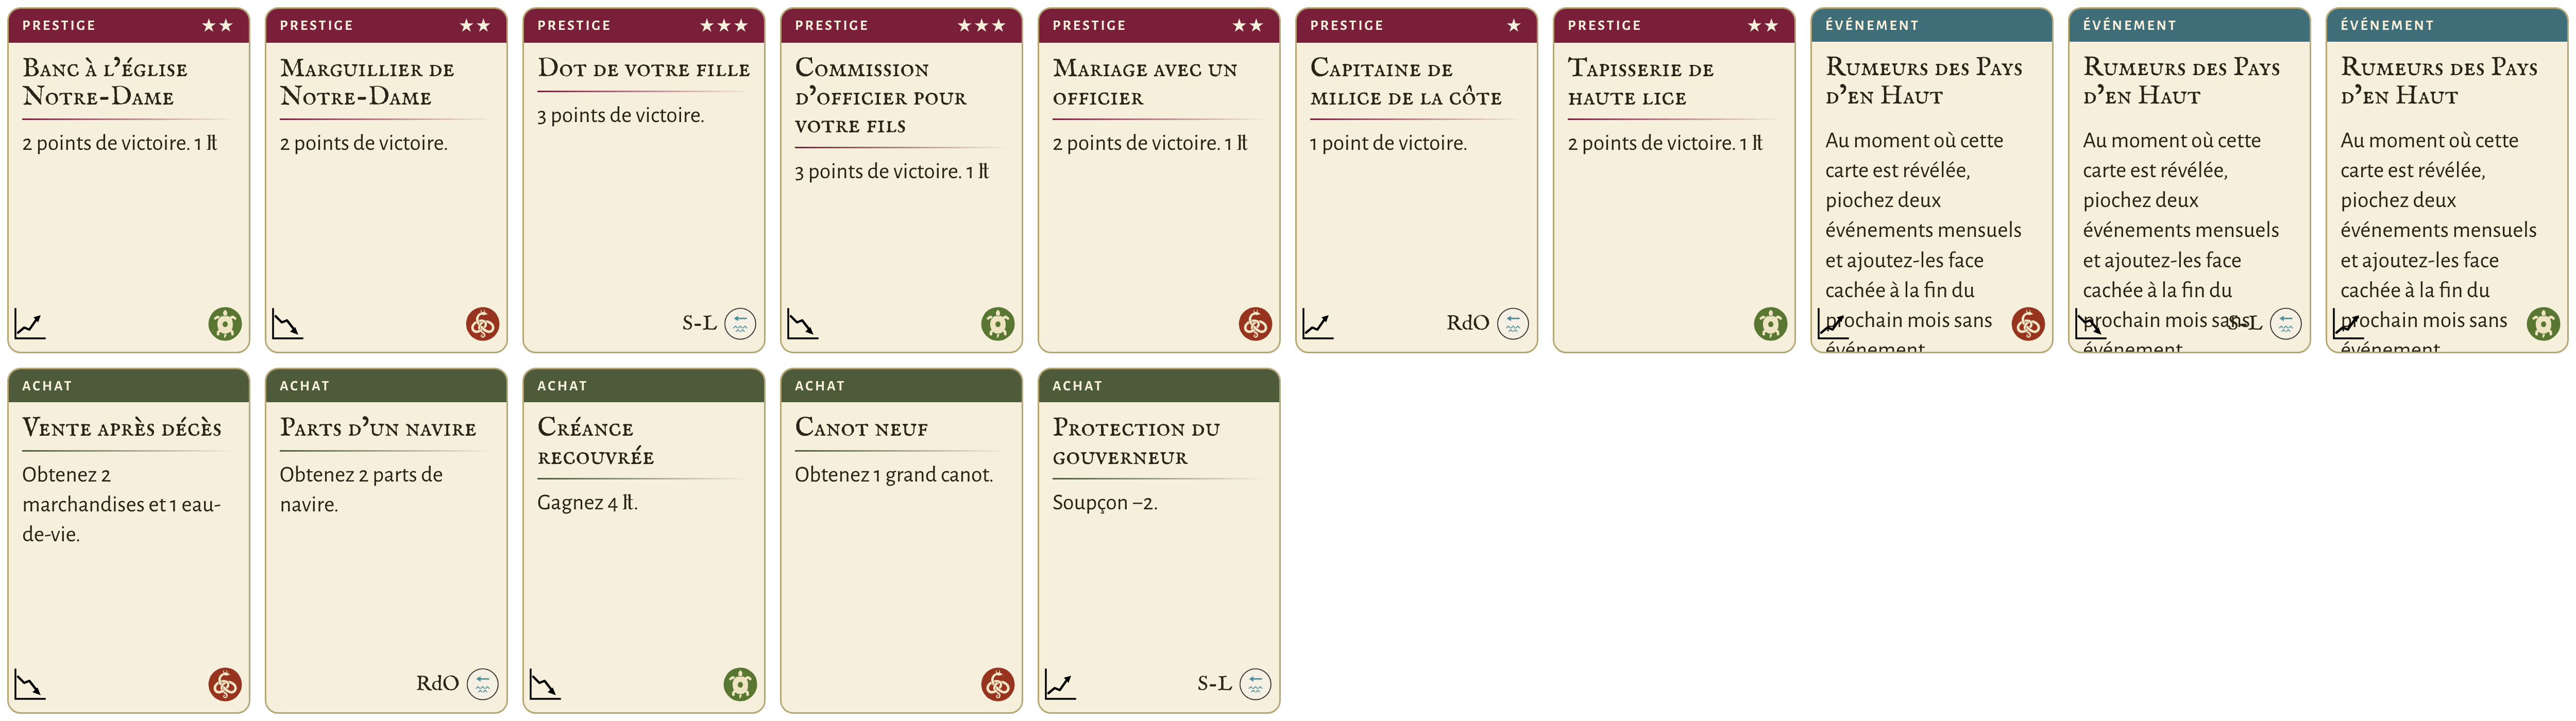 PRESTIGE ★★
Banc à l'église
Notre-Dame
2 points de victoire. 1 ₶
PRESTIGE ★★
Marguillier de
Notre-Dame
2 points de victoire.
PRESTIGE ★★★
Dot de votre fille
3 points de victoire.
S-L
PRESTIGE ★★★
Commission
d'officier pour
votre fils
3 points de victoire. 1 ₶
PRESTIGE ★★
Mariage avec un
officier
2 points de victoire. 1 ₶
PRESTIGE ★
Capitaine de
milice de la côte
1 point de victoire.
RdO
PRESTIGE ★★
Tapisserie de
haute lice
2 points de victoire. 1 ₶
ÉVÉNEMENT
Rumeurs des Pays
d'en Haut
Au moment où cette
carte est révélée,
piochez deux
événements mensuels
et ajoutez-les face
cachée à la fin du
prochain mois sans
événement
ÉVÉNEMENT
Rumeurs des Pays
d'en Haut
Au moment où cette
carte est révélée,
piochez deux
événements mensuels
et ajoutez-les face
cachée à la fin du
prochain mois sans
S-L
événement
ÉVÉNEMENT
Rumeurs des Pays
d'en Haut
Au moment où cette
carte est révélée,
piochez deux
événements mensuels
et ajoutez-les face
cachée à la fin du
prochain mois sans
événement
ACHAT
Vente après décès
Obtenez 2
marchandises et 1 eau-
de-vie.
ACHAT
Parts d'un navire
Obtenez 2 parts de
navire.
RdO
ACHAT
Créance
recouvrée
Gagnez 4 ₶.
ACHAT
Canot neuf
Obtenez 1 grand canot.
ACHAT
Protection du
gouverneur
Soupçon −2.
S-L